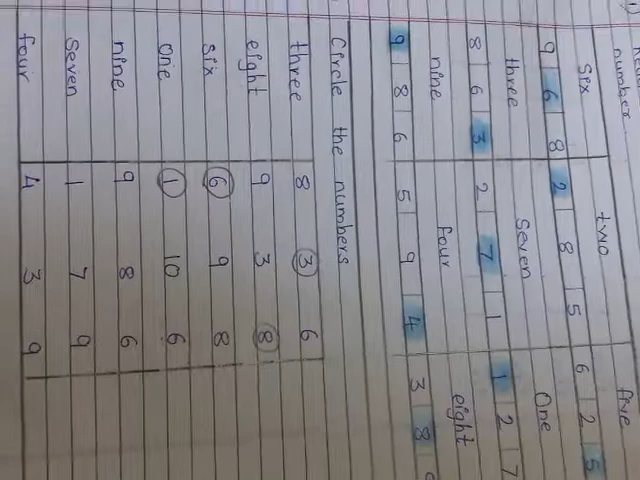 number.
six two five
9 6 8 2 8 5 6 2 5
three seven One
8 6 3 2 7 1 1 2 7
nine four eight
9 8 6 5 9 4 3 8
Circle the numbers
three 8 3 6
eight 9 3 8
six 6 9 8
One 1 10 6
nine 9 8 6
seven 1 7 9
four 4 3 9